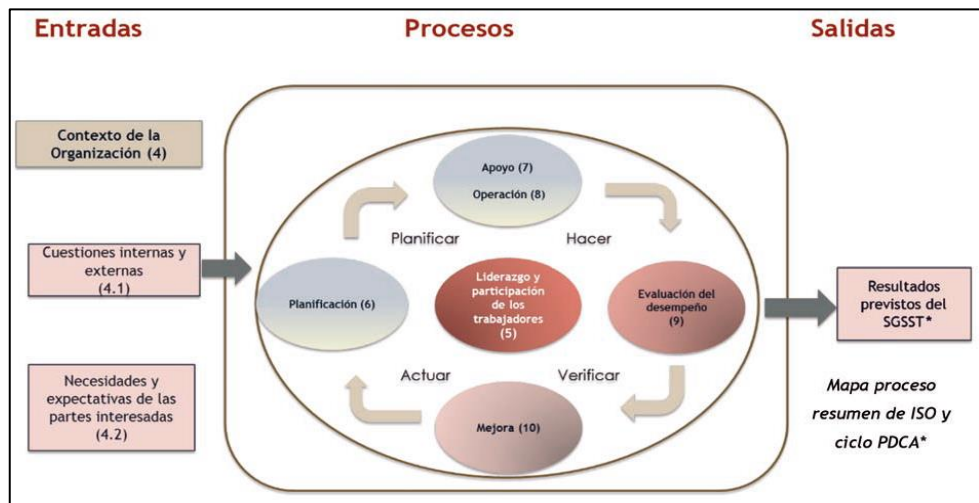 Entradas
Procesos
Salidas
Contexto de la
Organización (4)
Cuestiones internas y
externas
(4.1)
Necesidades y
expectativas de las
partes interesadas
(4.2)
Apoyo (7)
Operación (8)
Planificar
Hacer
Planificación (6)
Liderazgo y
participación
de los
trabajadores
(5)
Evaluación del
desempeño
(9)
Actuar
Verificar
Mejora (10)
Resultados
previstos del
SGSST*
Mapa proceso
resumen de ISO y
ciclo PDCA*